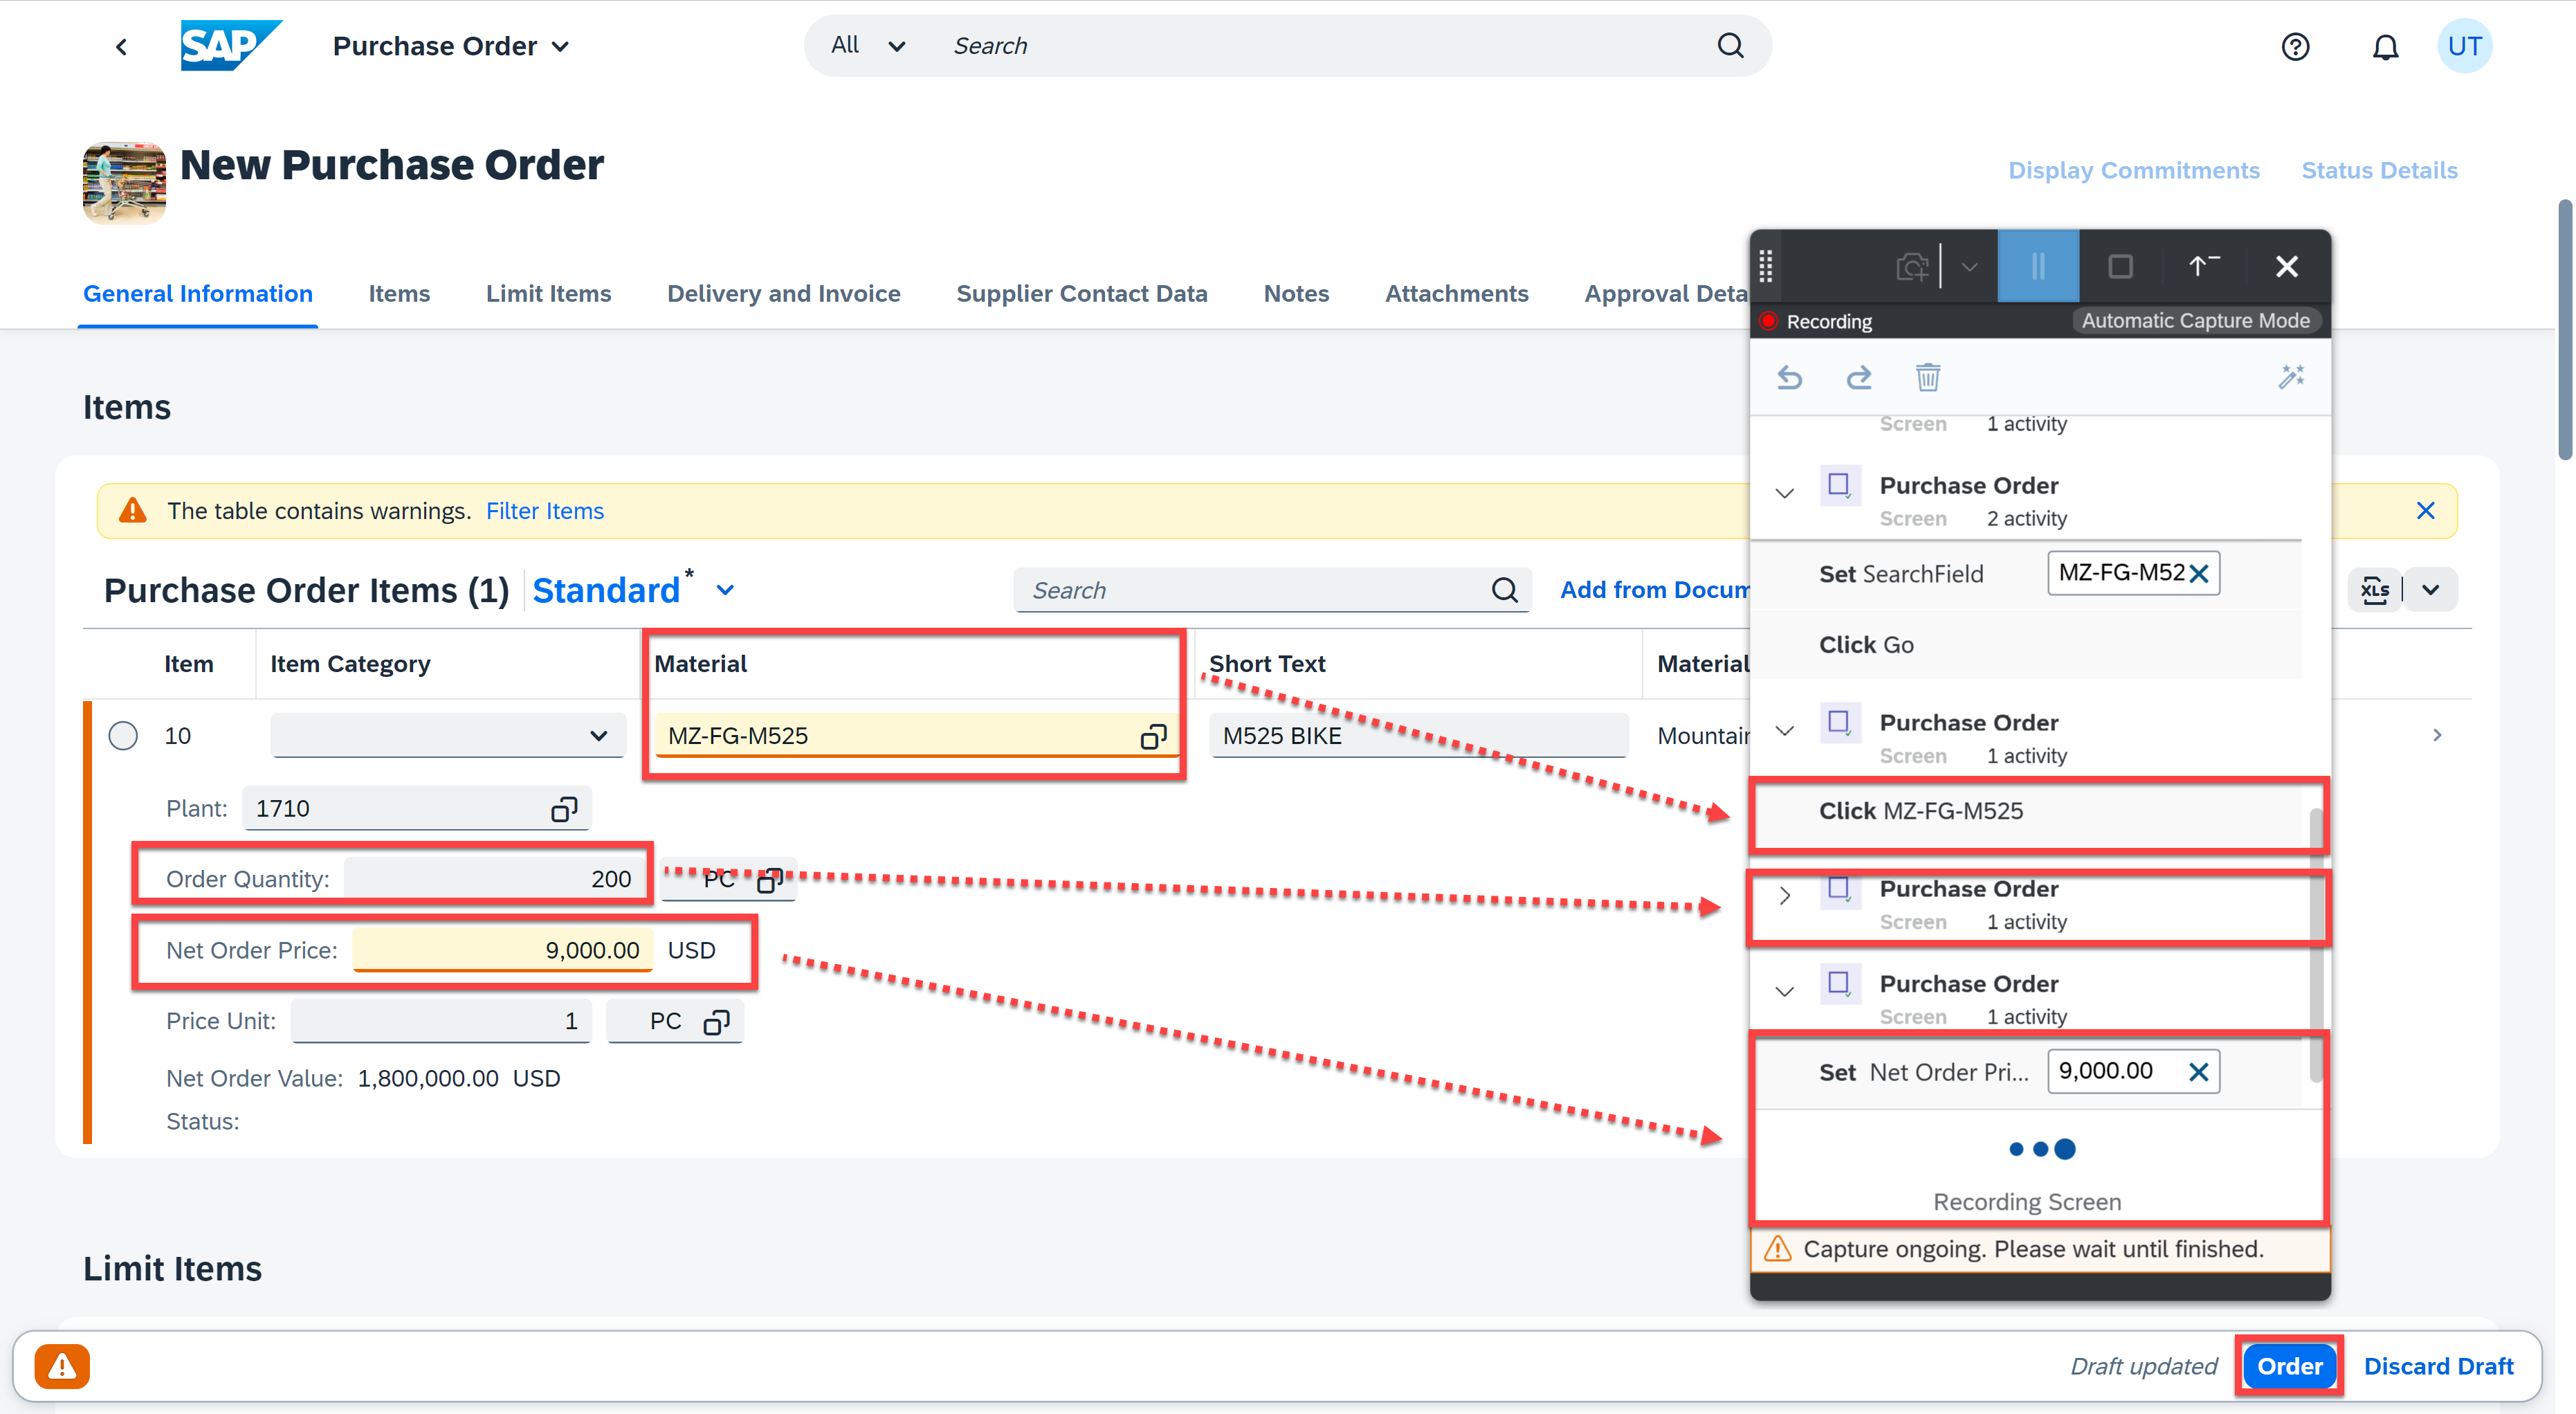 SAP
Purchase Order
All
Search
UT
New Purchase Order
Display Commitments
Status Details
General Information
Items
Limit Items
Delivery and Invoice
Supplier Contact Data
Notes
Attachments
Approval Deta
Items
The table contains warnings. Filter Items
Purchase Order Items (1)
Standard*
Search
Add from Docum
XLS
Item
Item Category
Material
Short Text
Material
10
MZ-FG-M525
M525 BIKE
Mountain
Plant: 1710
Order Quantity: 200 PC
Net Order Price: 9,000.00 USD
Price Unit: 1 PC
Net Order Value: 1,800,000.00 USD
Status:
Limit Items
Recording
Automatic Capture Mode
Screen 1 activity
Purchase Order
Screen 2 activity
Set SearchField MZ-FG-M52
Click Go
Purchase Order
Screen 1 activity
Click MZ-FG-M525
Purchase Order
Screen 1 activity
Purchase Order
Screen 1 activity
Set Net Order Pri... 9,000.00
Recording Screen
Capture ongoing. Please wait until finished.
Draft updated
Order
Discard Draft